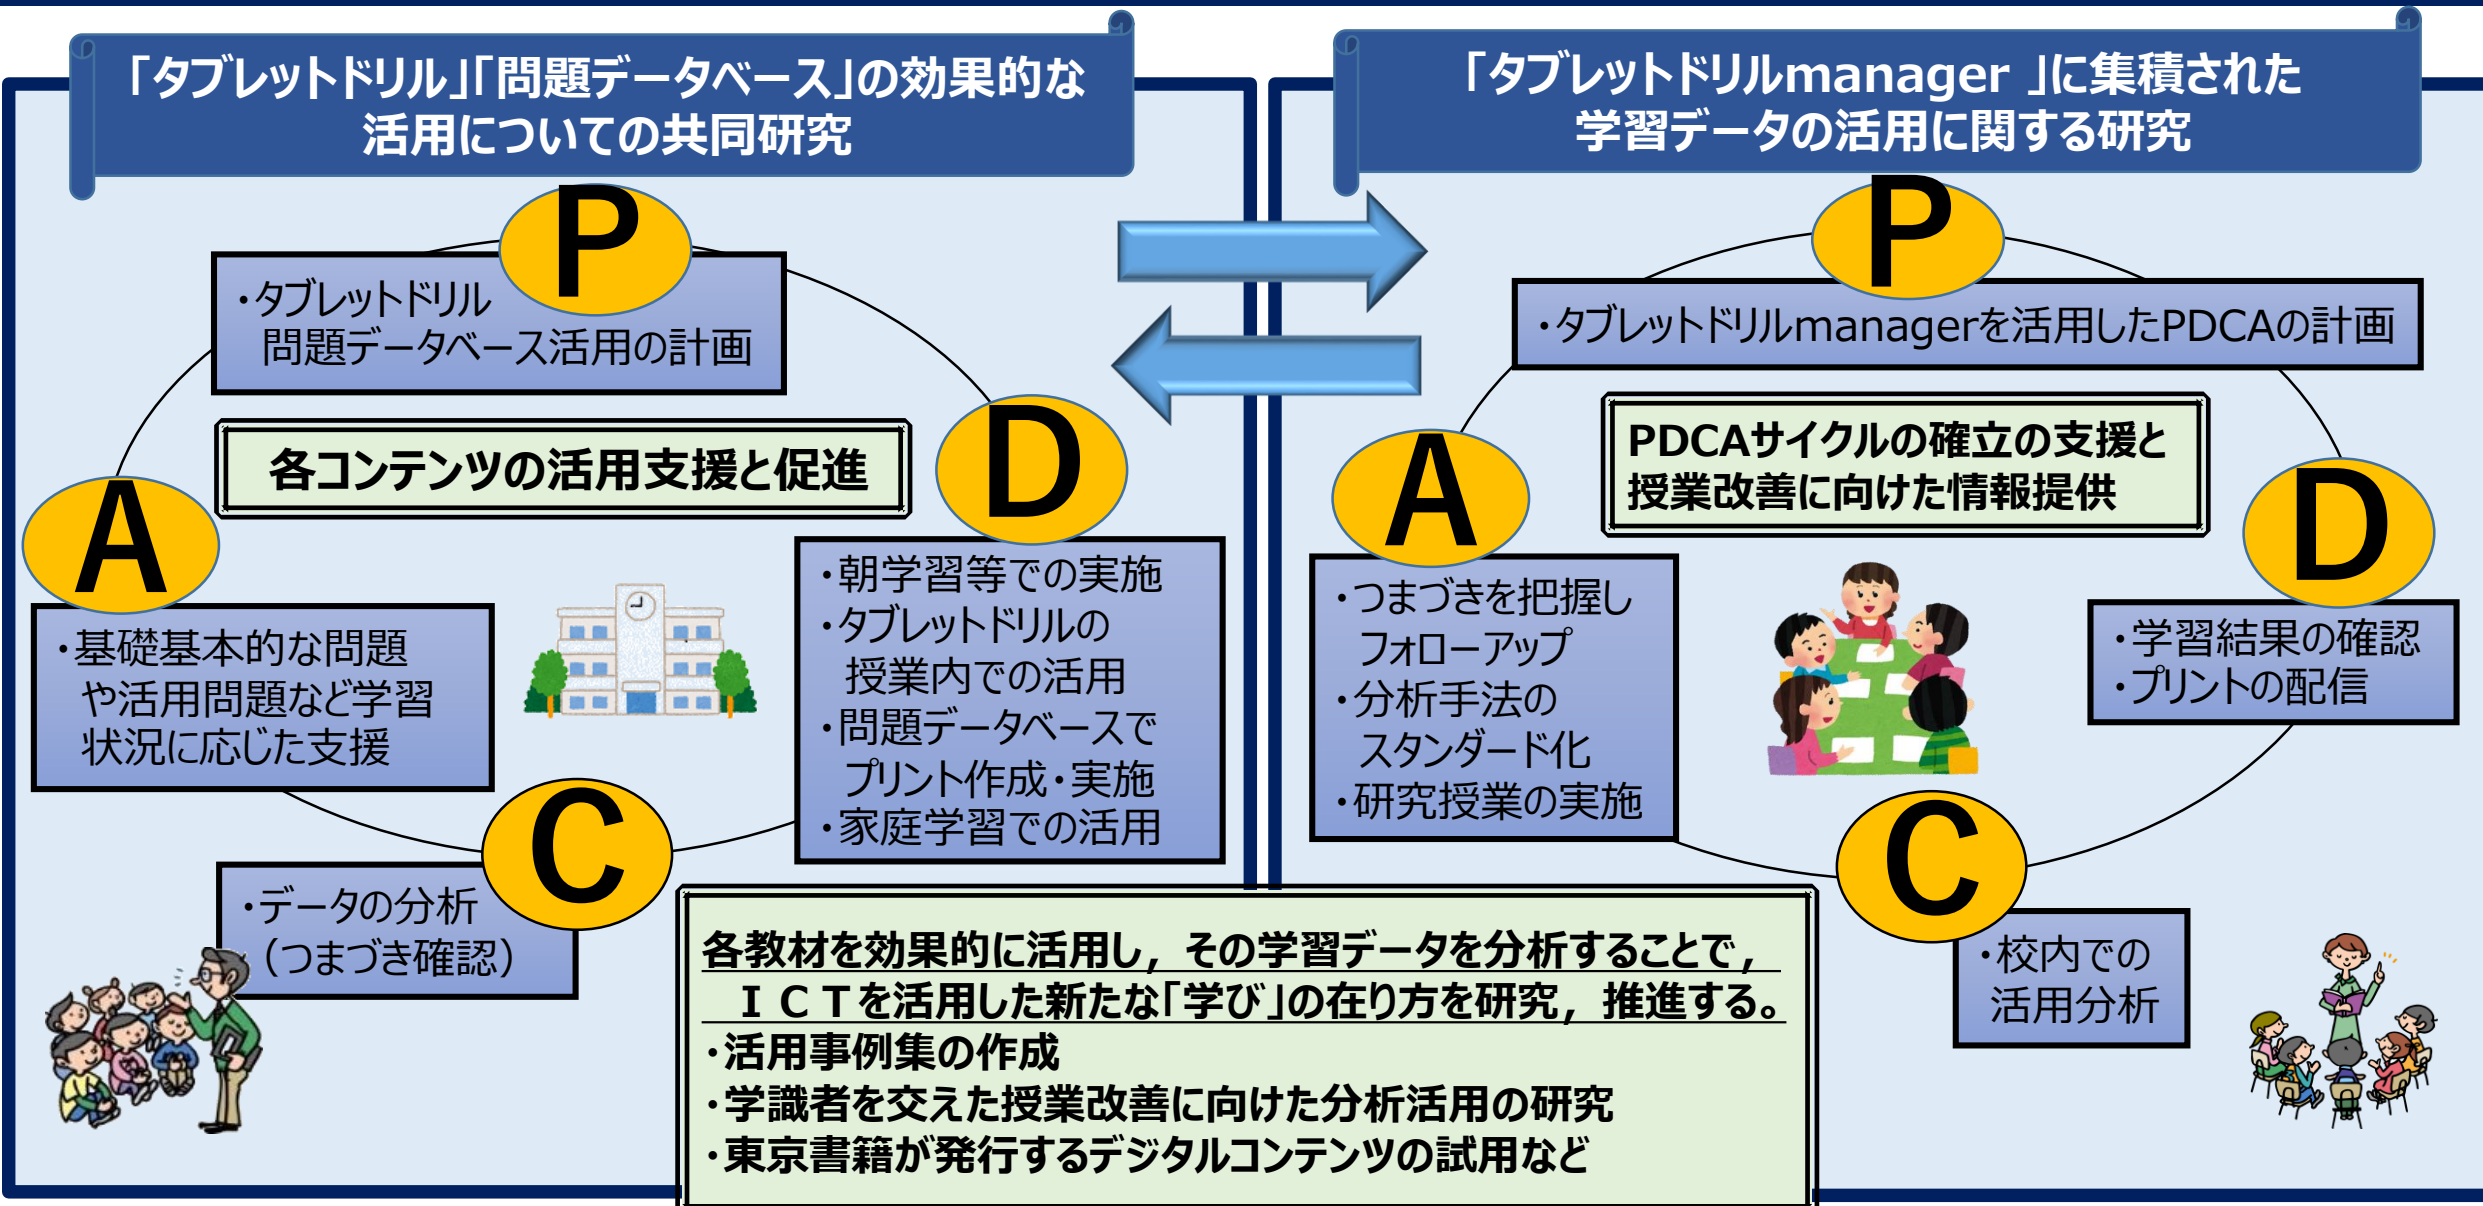 「タブレットドリル」「問題データベース」の効果的な
活用についての共同研究
P
・タブレットドリル
問題データベース活用の計画
各コンテンツの活用支援と促進
D
・朝学習等での実施
・タブレットドリルの
授業内での活用
・問題データベースで
プリント作成・実施
・家庭学習での活用
C
・データの分析
（つまづき確認）
A
・基礎基本的な問題
や活用問題など学習
状況に応じた支援
「タブレットドリルmanager 」に集積された
学習データの活用に関する研究
P
・タブレットドリルmanagerを活用したPDCAの計画
PDCAサイクルの確立の支援と
授業改善に向けた情報提供
D
・学習結果の確認
・プリントの配信
C
・校内での
活用分析
A
・つまづきを把握し
フォローアップ
・分析手法の
スタンダード化
・研究授業の実施
各教材を効果的に活用し，その学習データを分析することで，
ＩＣＴを活用した新たな「学び」の在り方を研究，推進する。
・活用事例集の作成
・学識者を交えた授業改善に向けた分析活用の研究
・東京書籍が発行するデジタルコンテンツの試用など